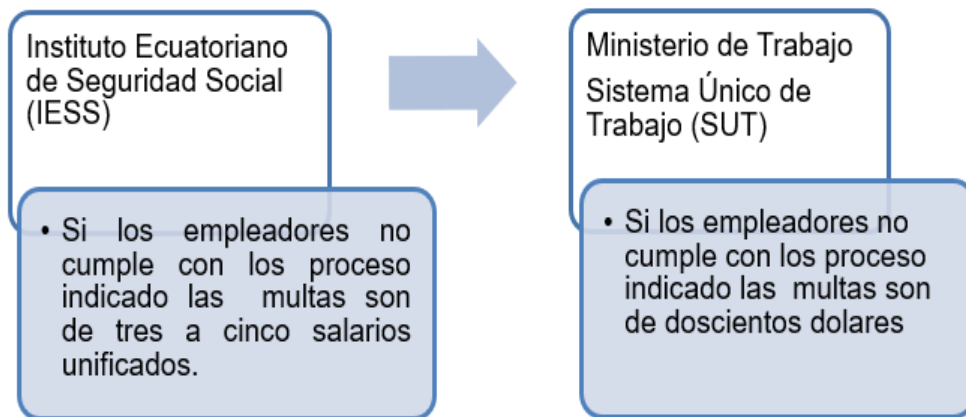 Instituto Ecuatoriano
de Seguridad Social
(IESS)
• Si los empleadores no
cumple con los proceso
indicado las multas son
de tres a cinco salarios
unificados.
Ministerio de Trabajo
Sistema Único de
Trabajo (SUT)
• Si los empleadores no
cumple con los proceso
indicado las multas son
de doscientos dolares